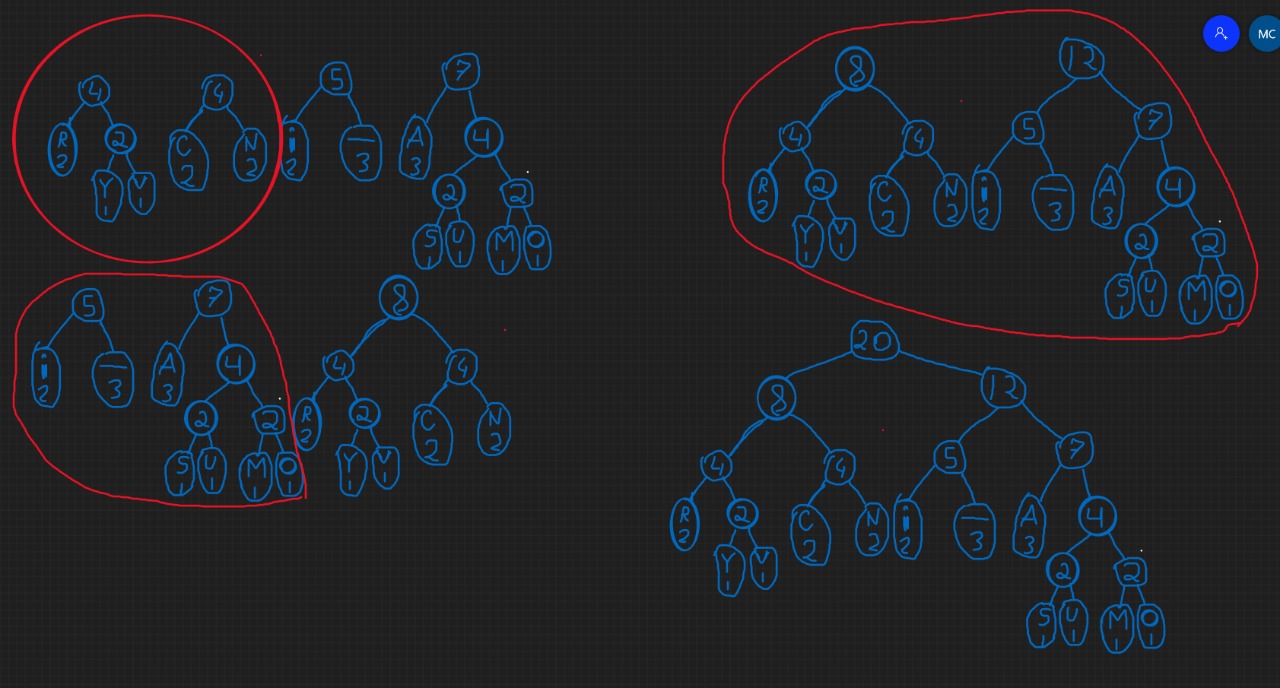 MC
4 4 5 7
R 2 2 C 2 N 2 i 2 _ 3 A 3 4
Y 1 V 1 2 2
S 1 U 1 M 1 O 1
5 7 8
i 2 _ 3 A 3 4 4 4
2 2 R 2 2 C 2 N 2
S 1 U 1 M 1 O 1 Y 1 V 1
8 12
4 4 5 7
R 2 2 C 2 N 2 i 2 _ 3 A 3 4
Y 1 V 1 2 2
S 1 U 1 M 1 O 1
20
8 12
4 4 5 7
R 2 2 C 2 N 2 i 2 _ 3 A 3 4
Y 1 V 1 2 2
S 1 U 1 M 1 O 1